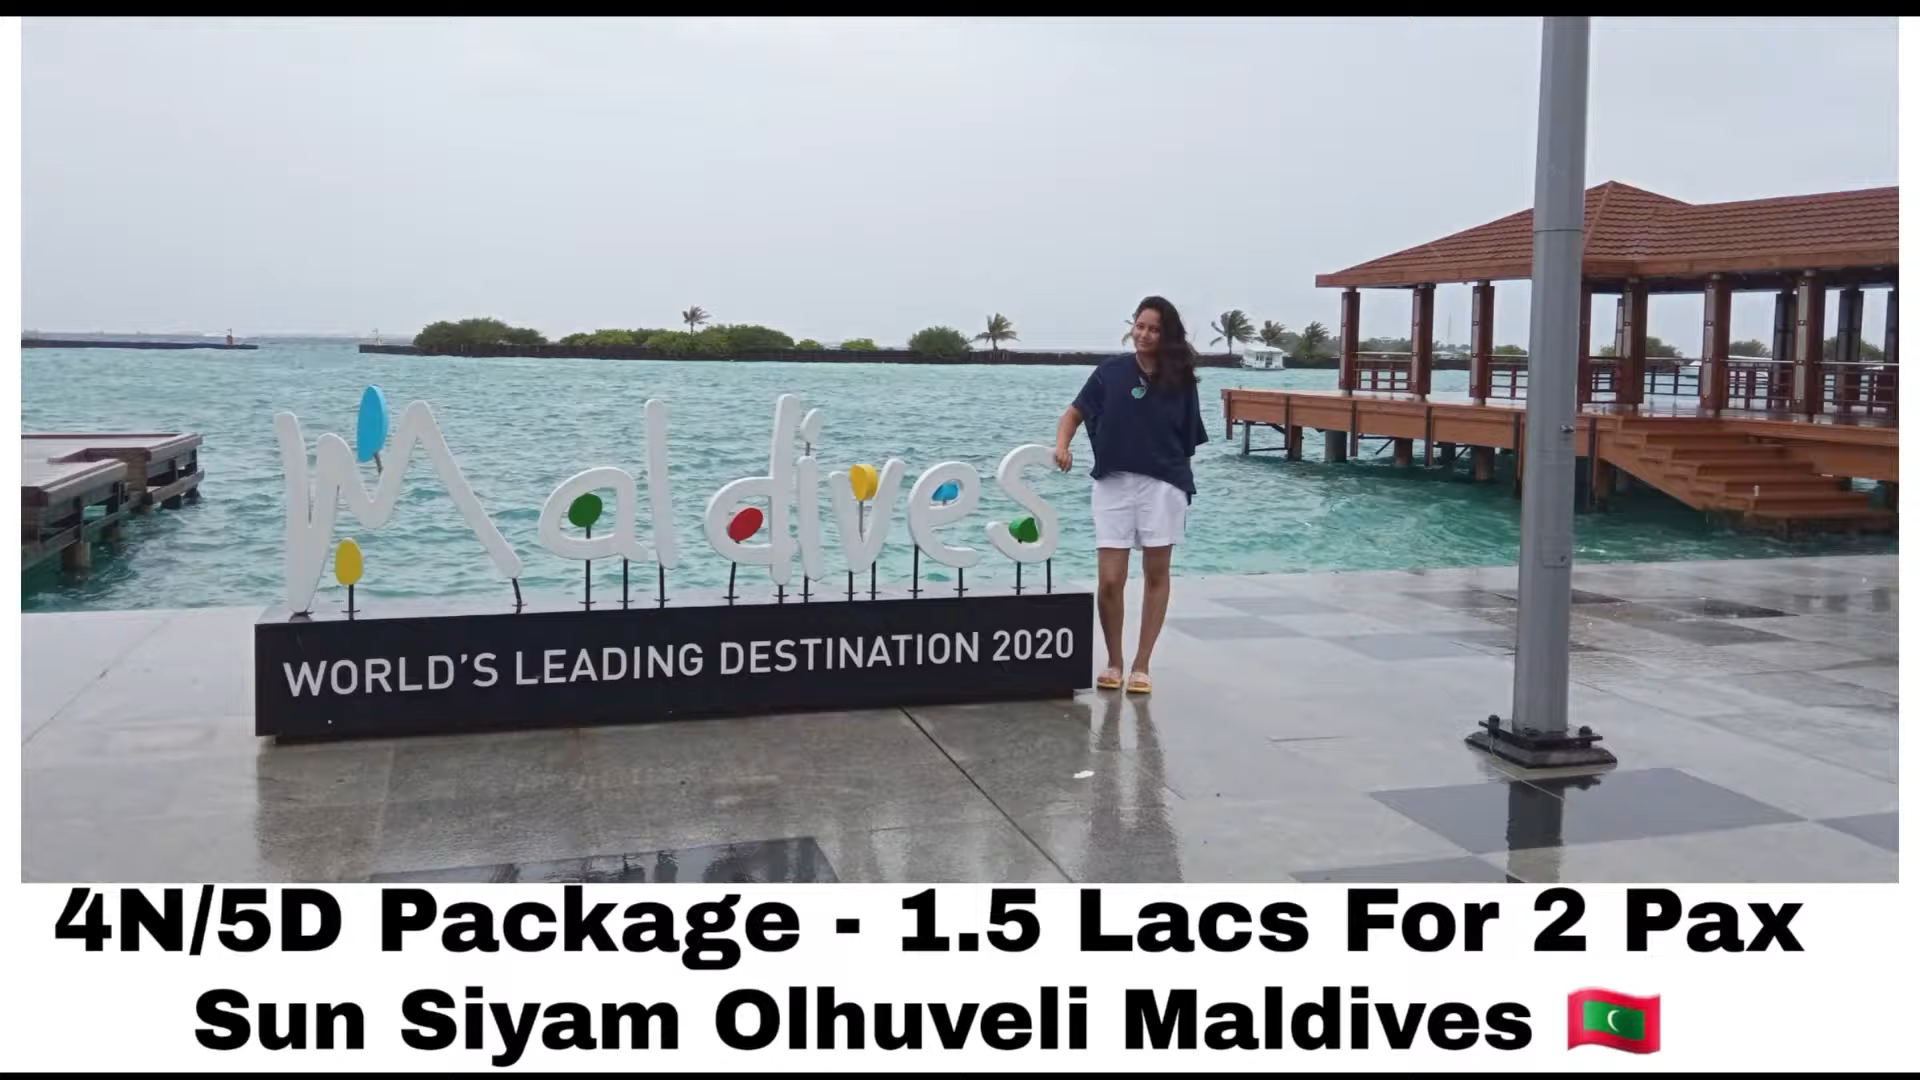 Maldives
WORLD'S LEADING DESTINATION 2020
4N/5D Package - 1.5 Lacs For 2 Pax
Sun Siyam Olhuveli Maldives 🇲🇻